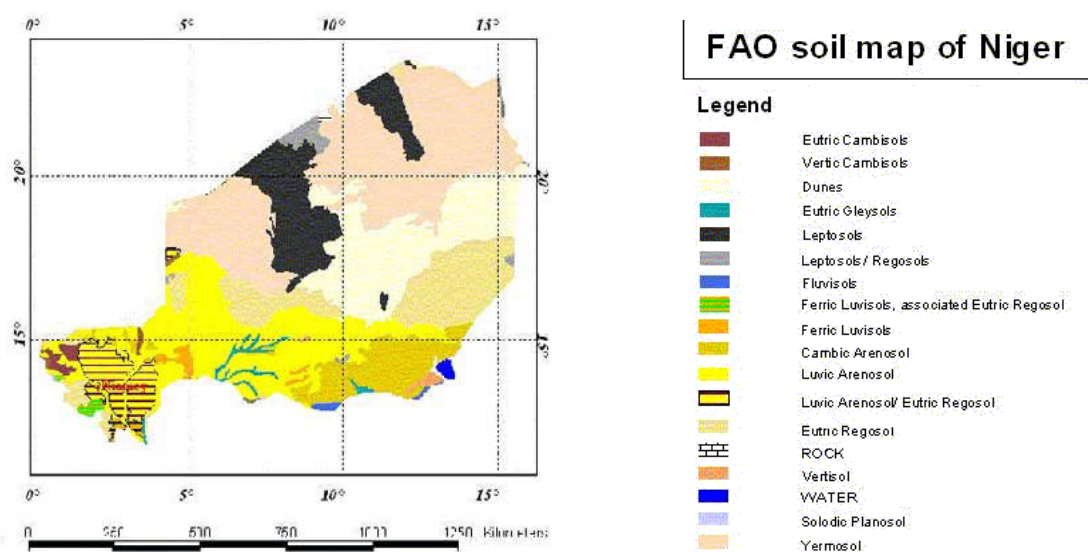 0° 5° 10° 15°
FAO soil map of Niger
Legend
Eutric Cambisols
Vertic Cambisols
Dunes
Eutric Gleysols
Leptosols
Leptosols/ Regosols
Fluvisols
Ferric Luvisols, associated Eutric Regosol
Ferric Luvisols
Cambic Arenosol
Luvic Arenosol
Luvic Arenosol/ Eutric Regosol
Eutric Regosol
ROCK
Vertisol
WATER
Solodic Planosol
Yermosol
20° 20°
15° 15°
Niamey
0° 5° 10° 15°
0 250 500 750 1000 1250 Kilometers